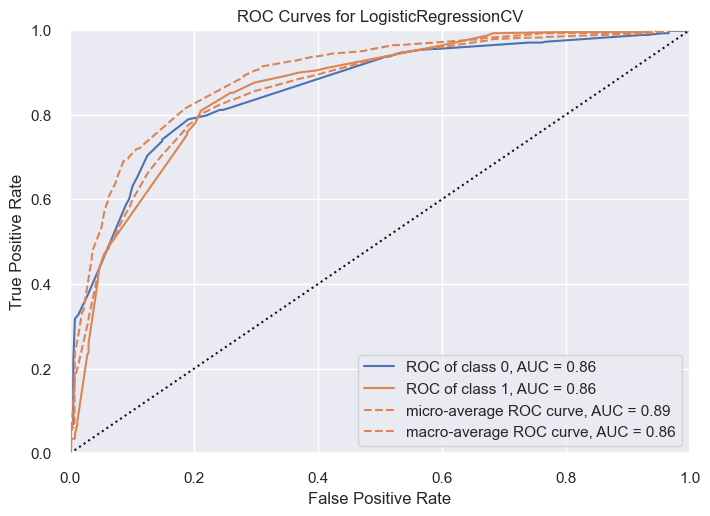 ROC Curves for LogisticRegressionCV
1.0
0.8
0.6
0.4
0.2
0.0
True Positive Rate
ROC of class 0, AUC = 0.86
ROC of class 1, AUC = 0.86
micro-average ROC curve, AUC = 0.89
macro-average ROC curve, AUC = 0.86
0.0 0.2 0.4 0.6 0.8 1.0
False Positive Rate